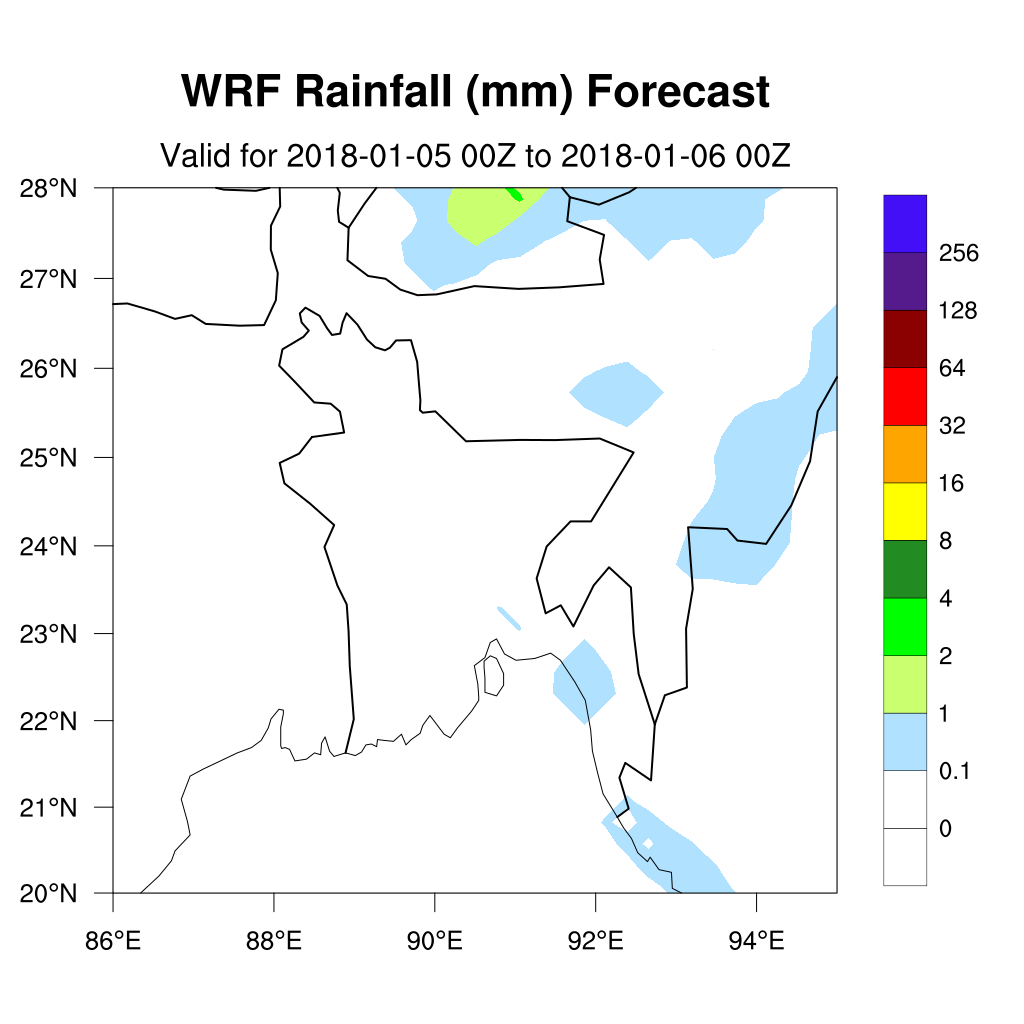 WRF Rainfall (mm) Forecast
Valid for 2018-01-05 00Z to 2018-01-06 00Z
28°N
27°N
26°N
25°N
24°N
23°N
22°N
21°N
20°N
86°E 88°E 90°E 92°E 94°E
256
128
64
32
16
8
4
2
1
0.1
0